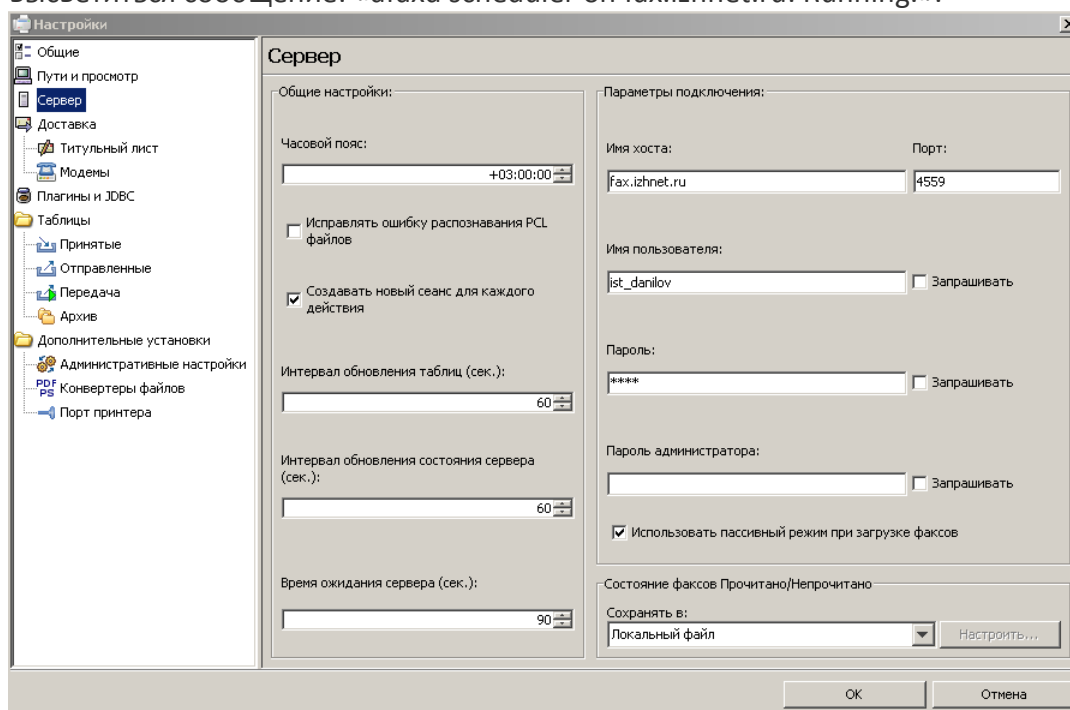 высветиться сообщение:
Настройки
Общие
Пути и просмотр
Сервер
Доставка
Титульный лист
Модемы
Плагины и JDBC
Таблицы
Принятые
Отправленные
Передача
Архив
Дополнительные установки
Административные настройки
PDF PS Конвертеры файлов
Порт принтера
Сервер
Общие настройки:
Часовой пояс:
+03:00:00
Исправлять ошибку распознавания PCL
файлов
Создавать новый сеанс для каждого
действия
Интервал обновления таблиц (сек.):
60
Интервал обновления состояния сервера
(сек.):
60
Время ожидания сервера (сек.):
90
Параметры подключения:
Имя хоста: Порт:
fax.izhnet.ru 4559
Имя пользователя:
ist_danilov Запрашивать
Пароль:
**** Запрашивать
Пароль администратора:
Запрашивать
Использовать пассивный режим при загрузке факсов
Состояние факсов Прочитано/Непрочитано
Сохранять в:
Локальный файл Настроить...
OK Отмена